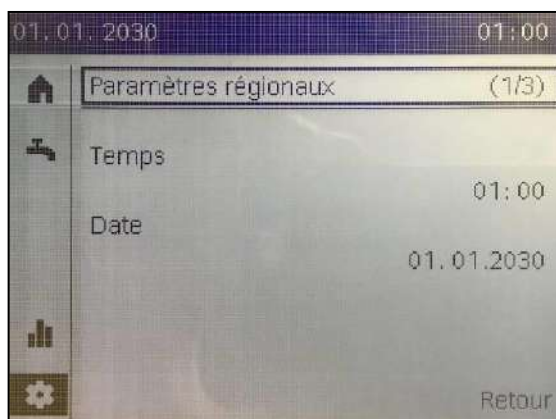 01.01.2030 01:00
Paramètres régionaux (1/3)
Temps
01:00
Date
01.01.2030
Retour